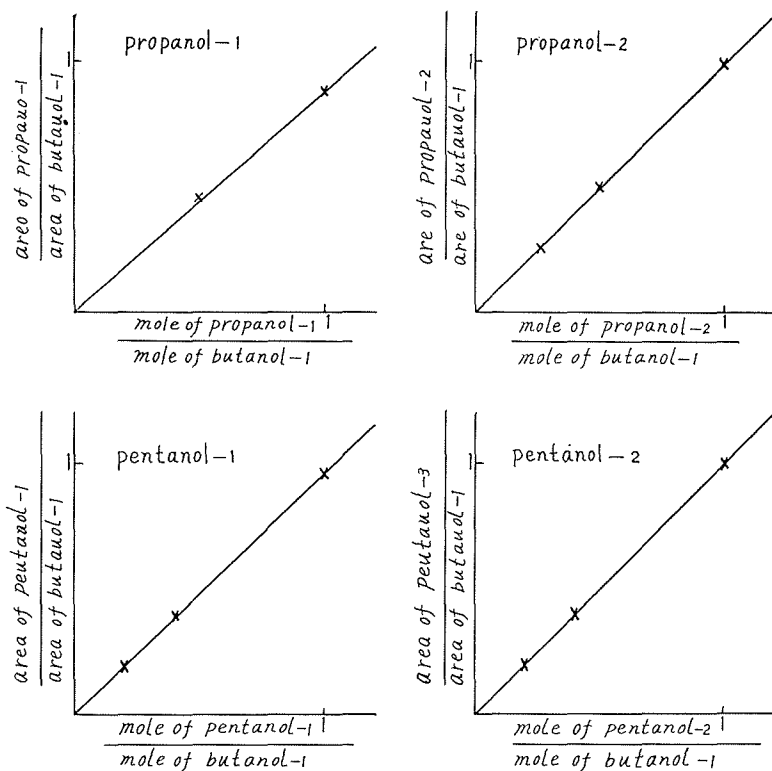 propanol-1
1
areo of propauo-1
area of butauol-1
1
mole of propanol-1
mole of butanol-1
propanol-2
1
are of propauol-2
are of butauol-1
1
mole of propanol-2
mole of butanol-1
pentanol-1
1
area of peutauol-1
area of butauol-1
1
mole of pentanol-1
mole of butanol-1
pentanol-2
1
area of peutauol-3
area of butauol-1
1
mole of pentanol-2
mole of butanol-1